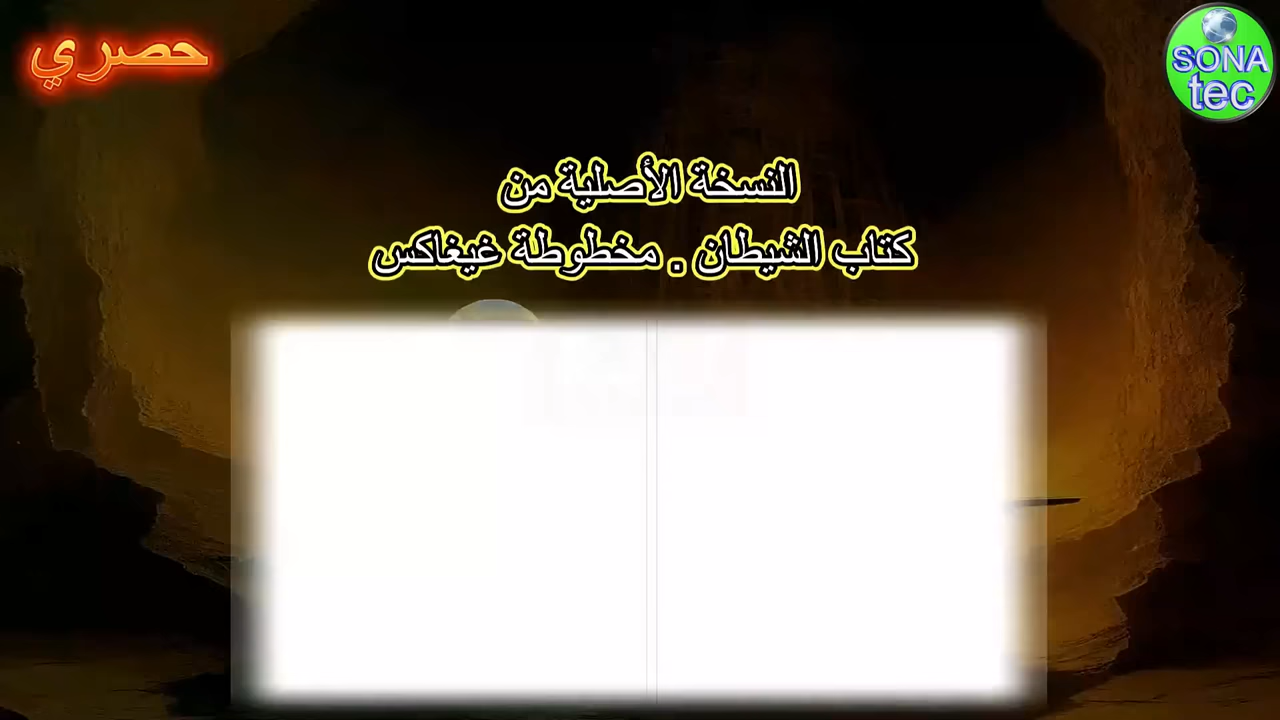 حصري
SONA
tec
النسخة الأصلية من
كتاب الشيطان . مخطوطة غيغاكس